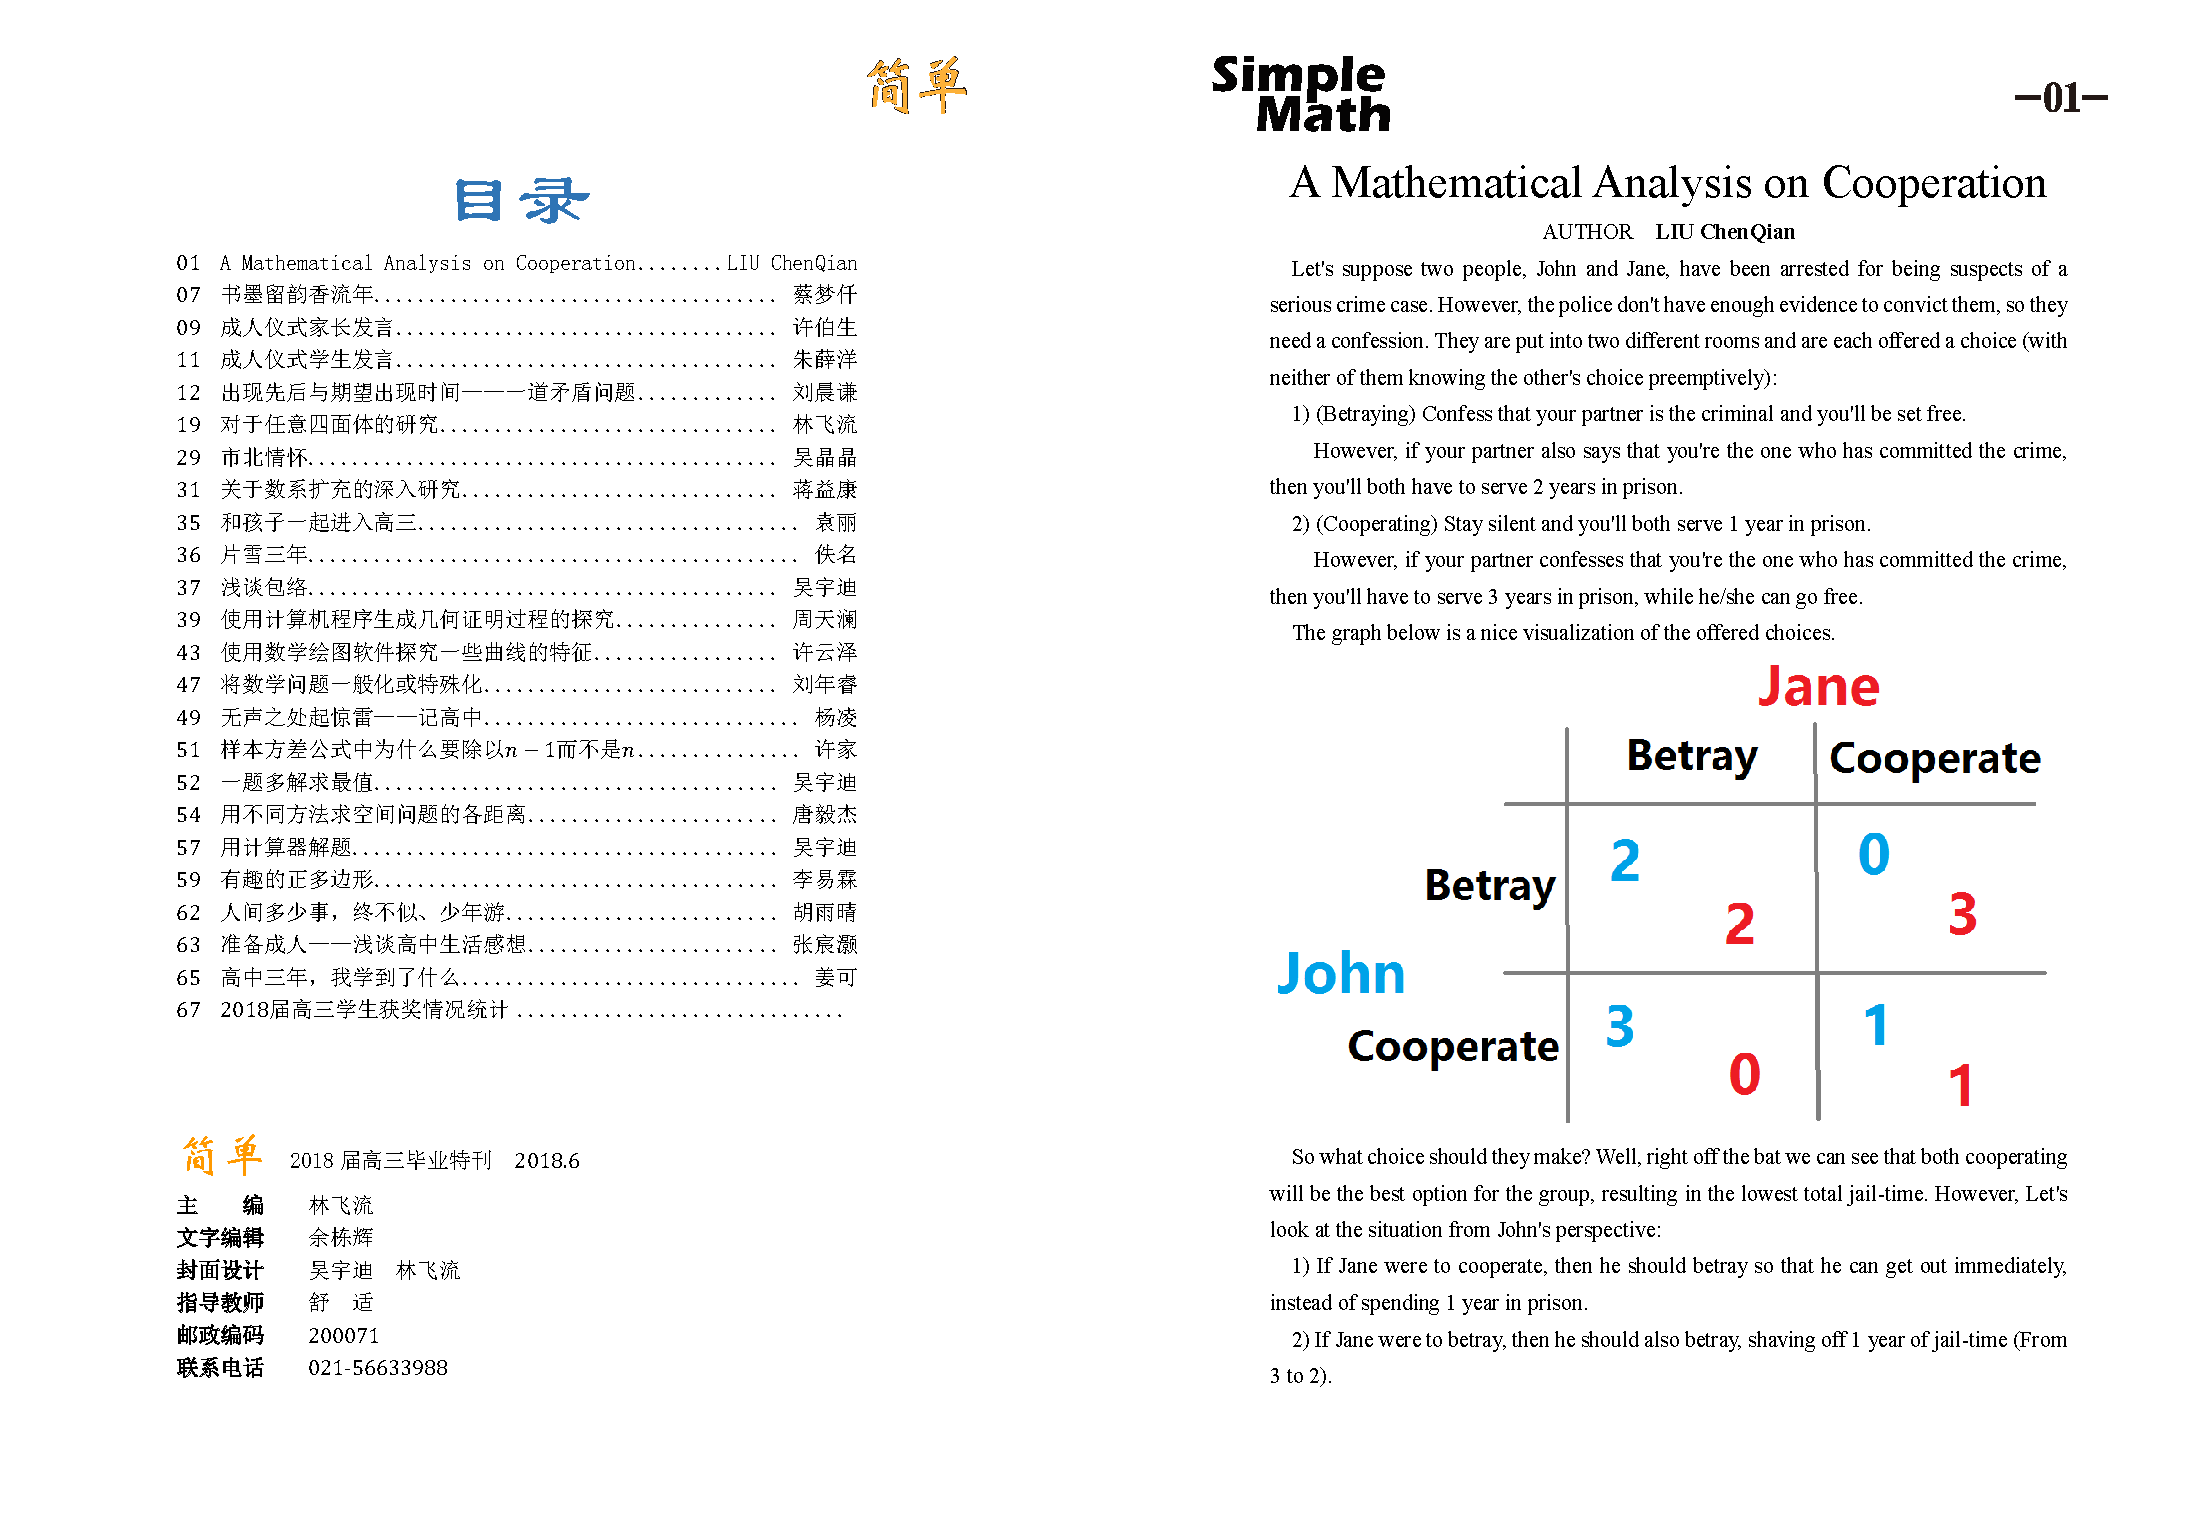 简单
目录
01 A Mathematical Analysis on Cooperation........LIU ChenQian
07 书墨留韵香流年..................................... 蔡梦仟
09 成人仪式家长发言................................... 许伯生
11 成人仪式学生发言................................... 朱薛洋
12 出现先后与期望出现时间———一道矛盾问题............. 刘晨谦
19 对于任意四面体的研究............................... 林飞流
29 市北情怀........................................... 吴晶晶
31 关于数系扩充的深入研究............................. 蒋益康
35 和孩子一起进入高三................................... 袁丽
36 片雪三年............................................. 佚名
37 浅谈包络........................................... 吴宇迪
39 使用计算机程序生成几何证明过程的探究............... 周天澜
43 使用数学绘图软件探究一些曲线的特征................. 许云泽
47 将数学问题一般化或特殊化........................... 刘年睿
49 无声之处起惊雷——记高中............................. 杨凌
51 样本方差公式中为什么要除以n－1而不是n............... 许家
52 一题多解求最值..................................... 吴宇迪
54 用不同方法求空间问题的各距离....................... 唐毅杰
57 用计算器解题....................................... 吴宇迪
59 有趣的正多边形..................................... 李易霖
62 人间多少事，终不似、少年游......................... 胡雨晴
63 准备成人——浅谈高中生活感想....................... 张宸灏
65 高中三年，我学到了什么............................... 姜可
67 2018届高三学生获奖情况统计 ..............................
简单 2018 届高三毕业特刊 2018.6
主 编 林飞流
文字编辑 余栋辉
封面设计 吴宇迪 林飞流
指导教师 舒 适
邮政编码 200071
联系电话 021-56633988
Simple
Math
—01—
A Mathematical Analysis on Cooperation
AUTHOR LIU ChenQian
Let's suppose two people, John and Jane, have been arrested for being suspects of a
serious crime case. However, the police don't have enough evidence to convict them, so they
need a confession. They are put into two different rooms and are each offered a choice (with
neither of them knowing the other's choice preemptively):
1) (Betraying) Confess that your partner is the criminal and you'll be set free.
However, if your partner also says that you're the one who has committed the crime,
then you'll both have to serve 2 years in prison.
2) (Cooperating) Stay silent and you'll both serve 1 year in prison.
However, if your partner confesses that you're the one who has committed the crime,
then you'll have to serve 3 years in prison, while he/she can go free.
The graph below is a nice visualization of the offered choices.
Jane
Betray Cooperate
2 0
Betray
2 3
John
3 1
Cooperate
0 1
So what choice should they make? Well, right off the bat we can see that both cooperating
will be the best option for the group, resulting in the lowest total jail-time. However, Let's
look at the situation from John's perspective:
1) If Jane were to cooperate, then he should betray so that he can get out immediately,
instead of spending 1 year in prison.
2) If Jane were to betray, then he should also betray, shaving off 1 year of jail-time (From
3 to 2).